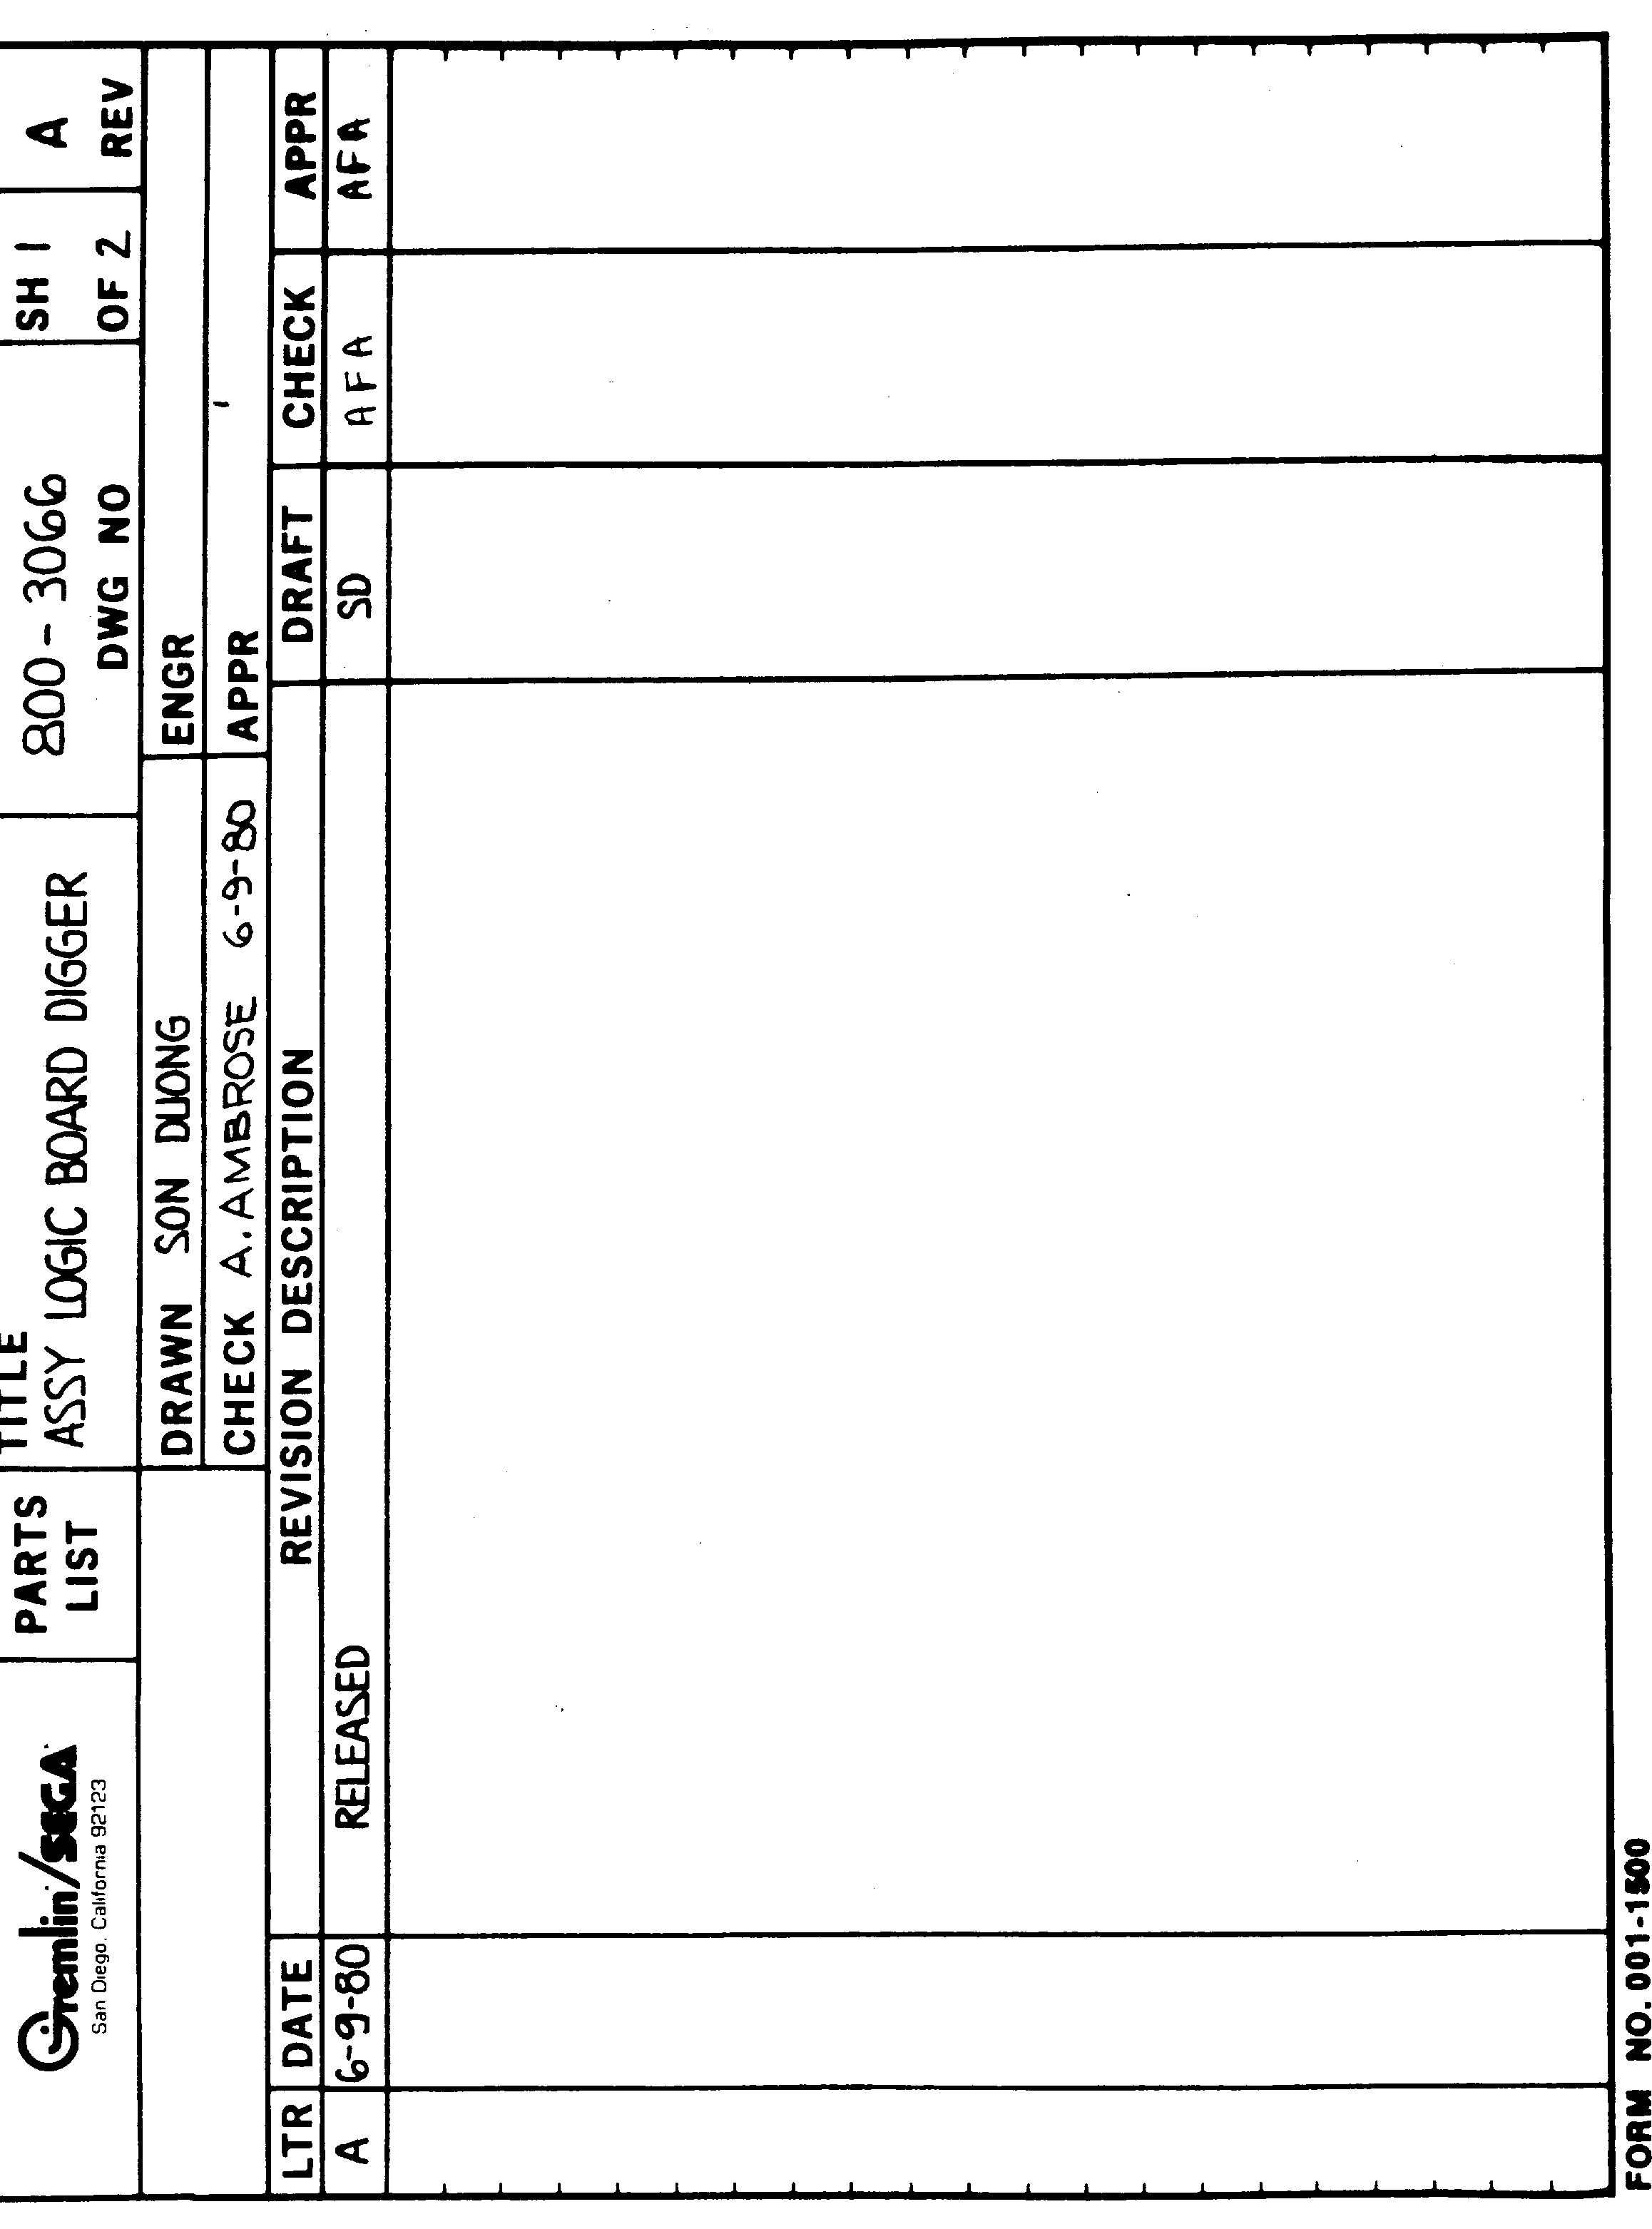 Gremlin/SEGA
San Diego, California 92123
PARTS
LIST
TITLE
ASSY LOGIC BOARD DIGGER
800-3066
DWG NO
SH 1
OF 2
A
REV
DRAWN SON DUONG
ENGR
CHECK A. AMBROSE 6-9-80
APPR
LTR DATE REVISION DESCRIPTION DRAFT CHECK APPR
A 6-9-80 RELEASED SD AFA AFA
FORM NO. 001-1500